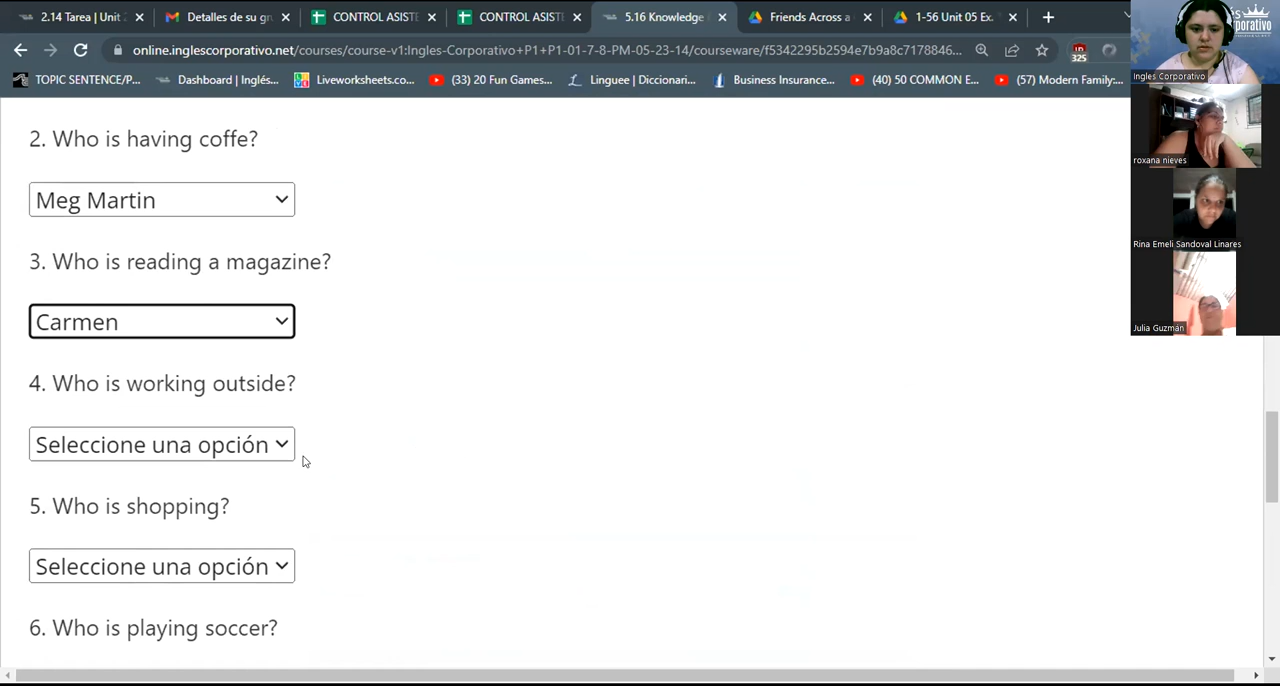 2.14 Tarea | Unit
Detalles de su gr
CONTROL ASIST
CONTROL ASIST
5.16 Knowledge
Friends Across a
1-56 Unit 05 Ex.
online.inglescorporativo.net/courses/course-v1:Ingles-Corporativo+P1+P1-01-7-8-PM-05-23-14/courseware/f5342295b2594e7b9a8c7178846...
325
TOPIC SENTENCE/P...
Dashboard | Inglés...
Liveworksheets.co...
(33) 20 Fun Games...
Linguee | Diccionari...
Business Insurance...
(40) 50 COMMON E...
(57) Modern Family:...
Ingles Corporativo
roxana nieves
Rina Emeli Sandoval Linares
Julia Guzmán
2. Who is having coffe?
Meg Martin
3. Who is reading a magazine?
Carmen
4. Who is working outside?
Seleccione una opción
5. Who is shopping?
Seleccione una opción
6. Who is playing soccer?